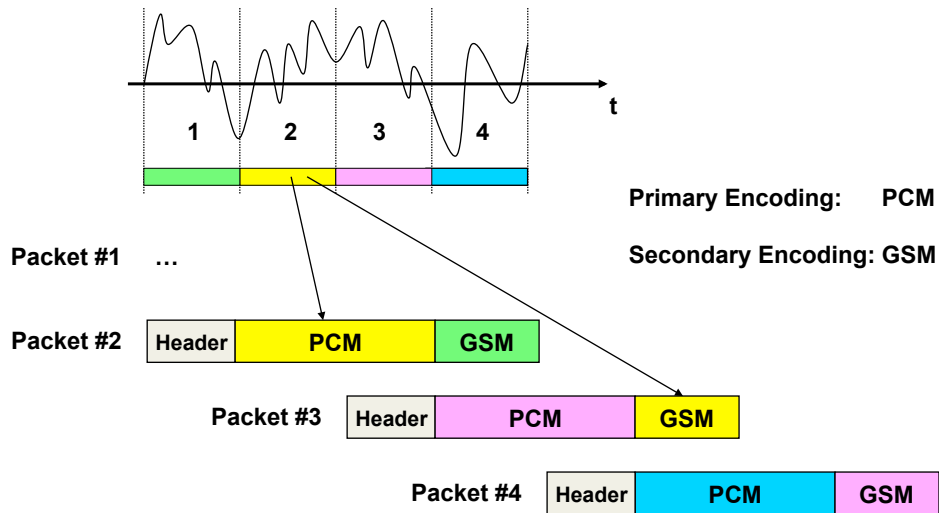 t
1 2 3 4
Primary Encoding: PCM
Secondary Encoding: GSM
Packet #1 ...
Packet #2 Header PCM GSM
Packet #3 Header PCM GSM
Packet #4 Header PCM GSM